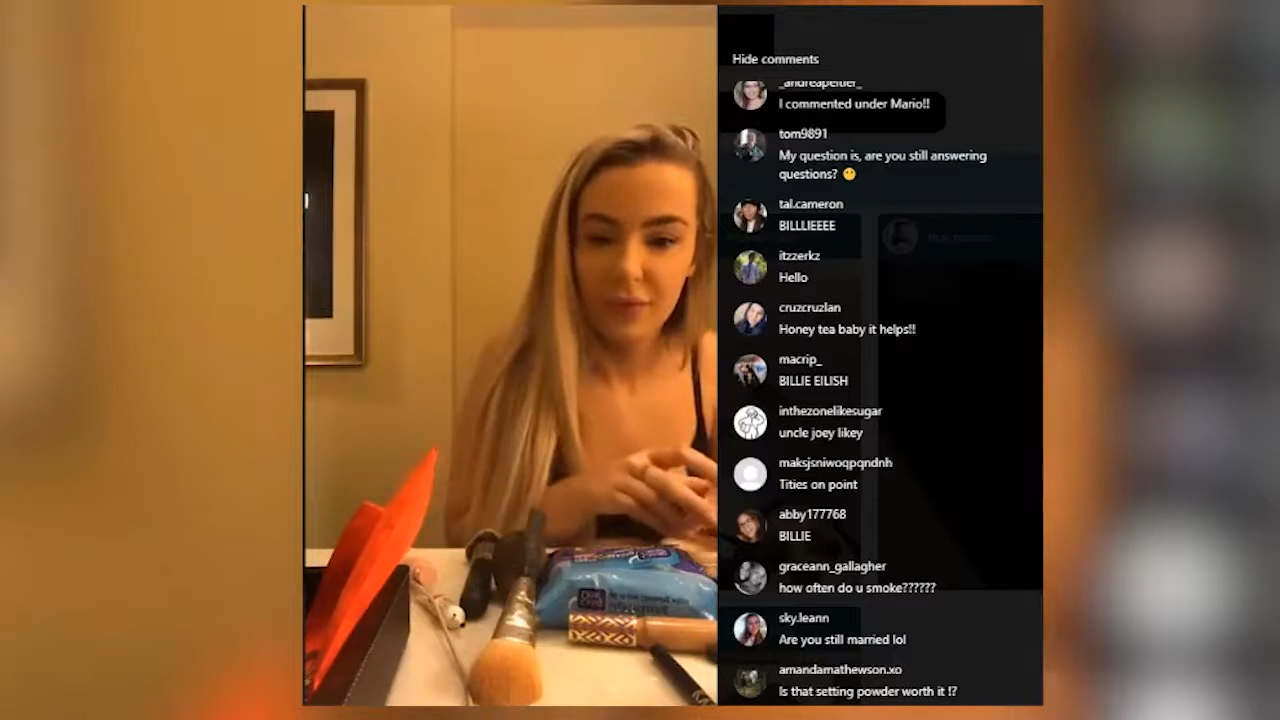 Hide comments
_andreapeltier_
I commented under Mario!!
tom9891
My question is, are you still answering
questions? 😶
tal.cameron
BILLLIEEEE
itzzerkz
Hello
cruzcruzlan
Honey tea baby it helps!!
macrip_
BILLIE EILISH
inthezonelikesugar
uncle joey likey
maksjsniwoqpqndnh
Tities on point
abby177768
BILLIE
graceann_gallagher
how often do u smoke??????
sky.leann
Are you still married lol
amandamathewson.xo
Is that setting powder worth it !?